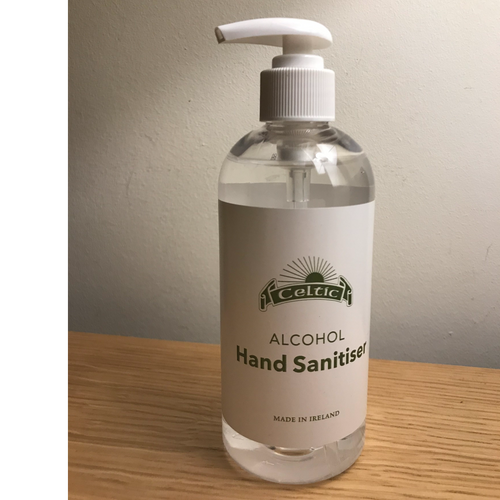 Celtic
ALCOHOL
Hand Sanitiser
MADE IN IRELAND